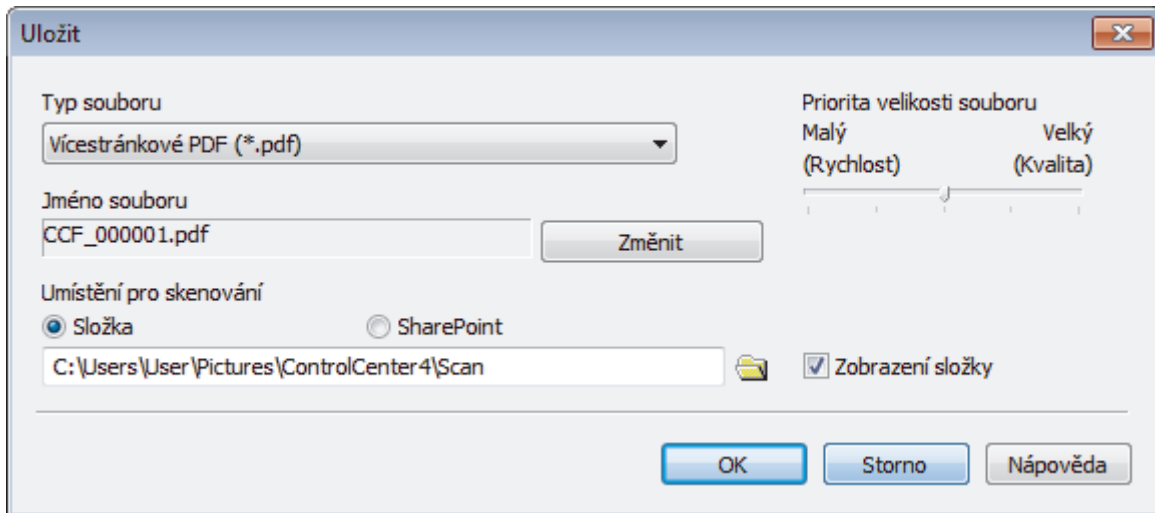 Uložit
Typ souboru
Vícestránkové PDF (*.pdf)
Priorita velikosti souboru
Malý Velký
(Rychlost) (Kvalita)
Jméno souboru
CCF_000001.pdf
Změnit
Umístění pro skenování
Složka SharePoint
C:\Users\User\Pictures\ControlCenter4\Scan
Zobrazení složky
OK Storno Nápověda